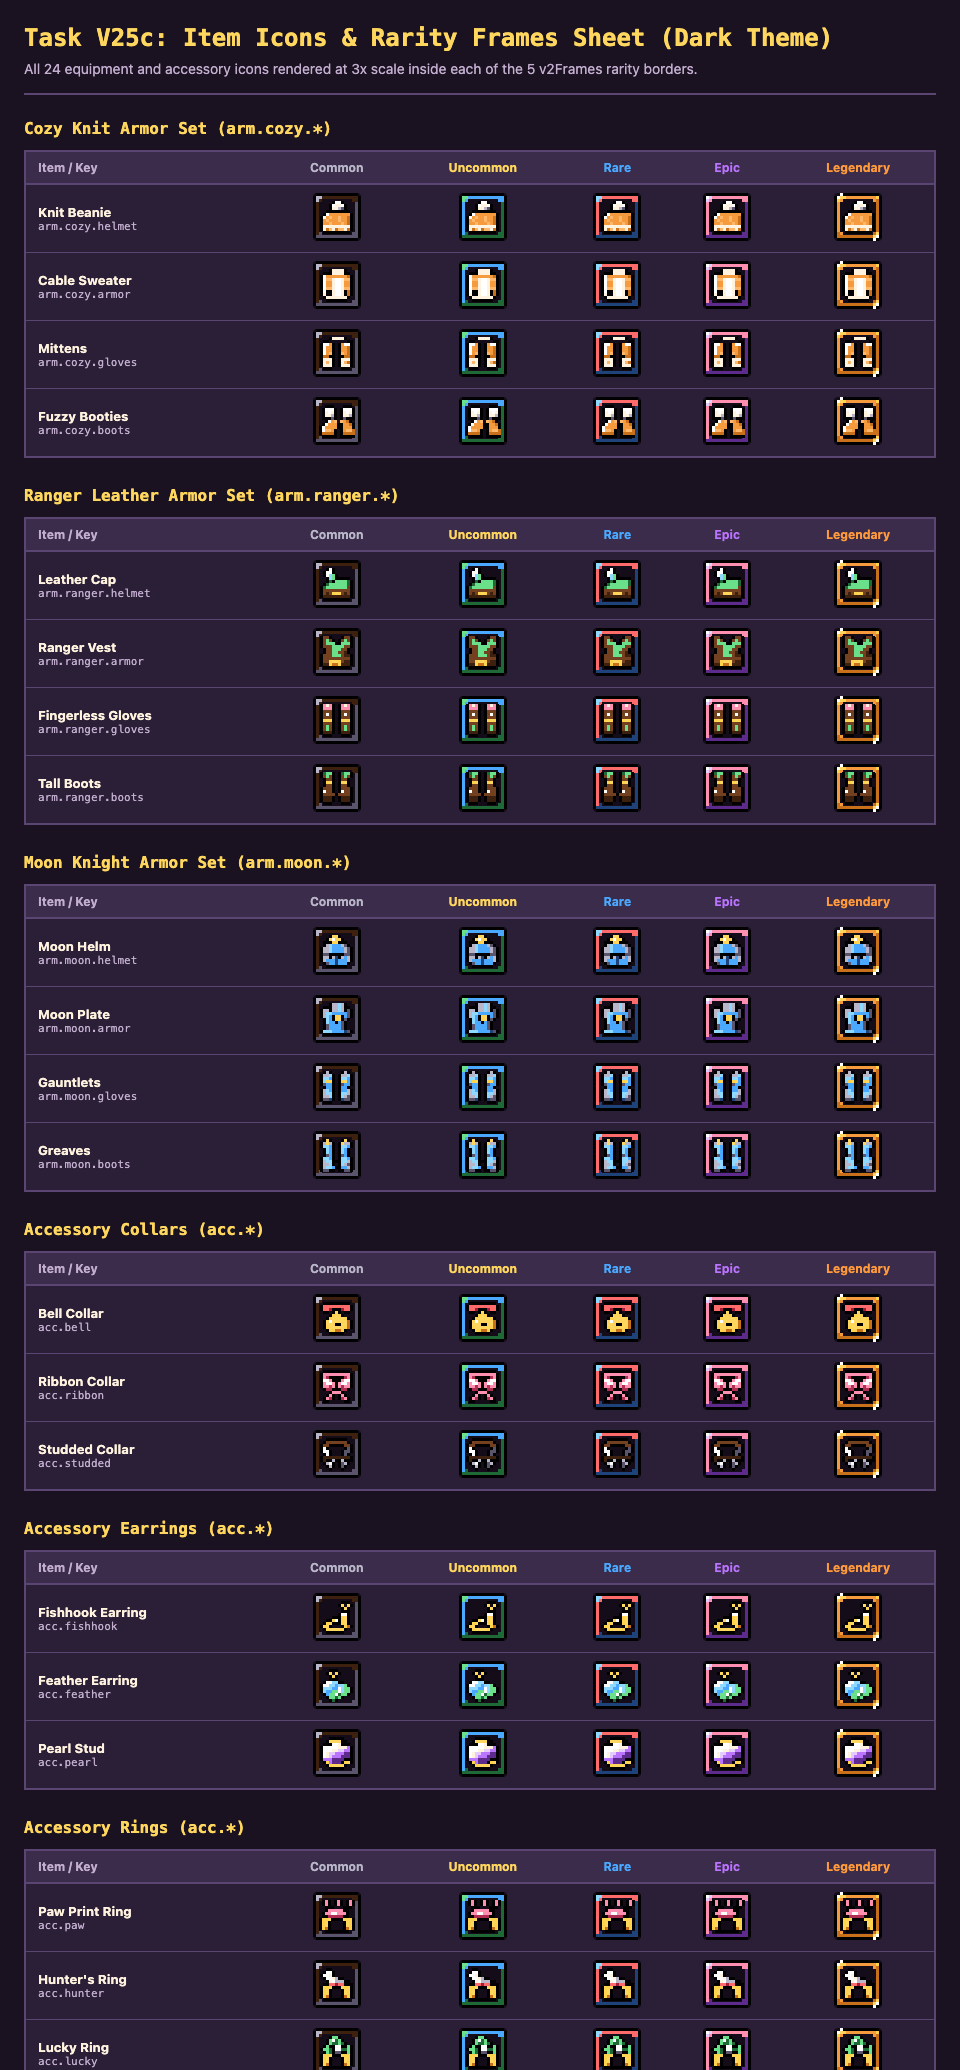 Task V25c: Item Icons & Rarity Frames Sheet (Dark Theme)
All 24 equipment and accessory icons rendered at 3x scale inside each of the 5 v2Frames rarity borders.
Cozy Knit Armor Set (arm.cozy.*)
Item / Key Common Uncommon Rare Epic Legendary
Knit Beanie
arm.cozy.helmet
Cable Sweater
arm.cozy.armor
Mittens
arm.cozy.gloves
Fuzzy Booties
arm.cozy.boots
Ranger Leather Armor Set (arm.ranger.*)
Item / Key Common Uncommon Rare Epic Legendary
Leather Cap
arm.ranger.helmet
Ranger Vest
arm.ranger.armor
Fingerless Gloves
arm.ranger.gloves
Tall Boots
arm.ranger.boots
Moon Knight Armor Set (arm.moon.*)
Item / Key Common Uncommon Rare Epic Legendary
Moon Helm
arm.moon.helmet
Moon Plate
arm.moon.armor
Gauntlets
arm.moon.gloves
Greaves
arm.moon.boots
Accessory Collars (acc.*)
Item / Key Common Uncommon Rare Epic Legendary
Bell Collar
acc.bell
Ribbon Collar
acc.ribbon
Studded Collar
acc.studded
Accessory Earrings (acc.*)
Item / Key Common Uncommon Rare Epic Legendary
Fishhook Earring
acc.fishhook
Feather Earring
acc.feather
Pearl Stud
acc.pearl
Accessory Rings (acc.*)
Item / Key Common Uncommon Rare Epic Legendary
Paw Print Ring
acc.paw
Hunter's Ring
acc.hunter
Lucky Ring
acc.lucky